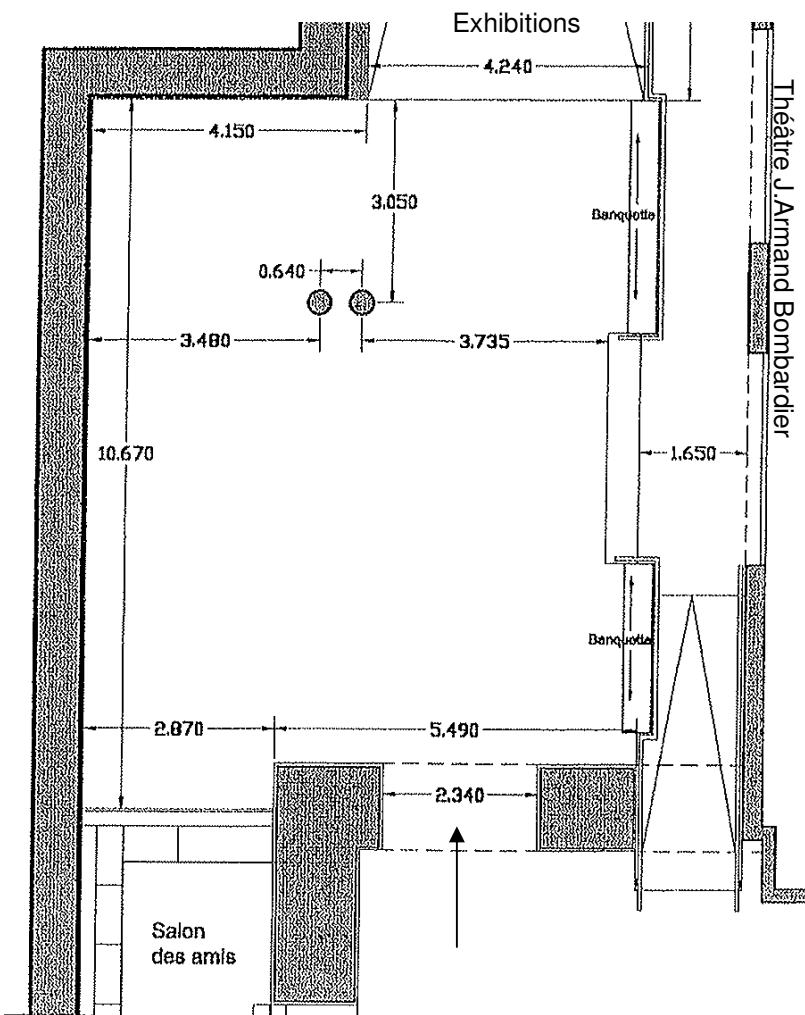 Exhibitions
4.240
4.150
3.050
Banquette
0.640
3.480
3.735
10.670
1.650
Banquette
2.870
5.490
2.340
Salon
des amis
Théâtre J.Armand Bombardier